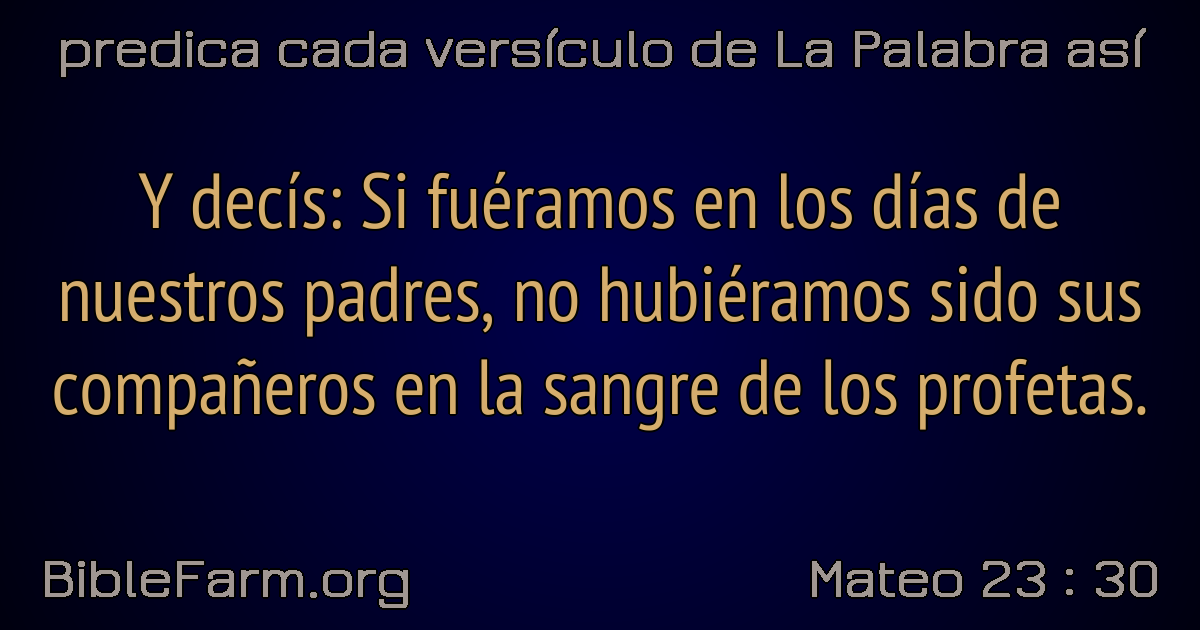 predica cada versículo de La Palabra así
Y decís: Si fuéramos en los días de
nuestros padres, no hubiéramos sido sus
compañeros en la sangre de los profetas.
BibleFarm.org
Mateo 23 : 30